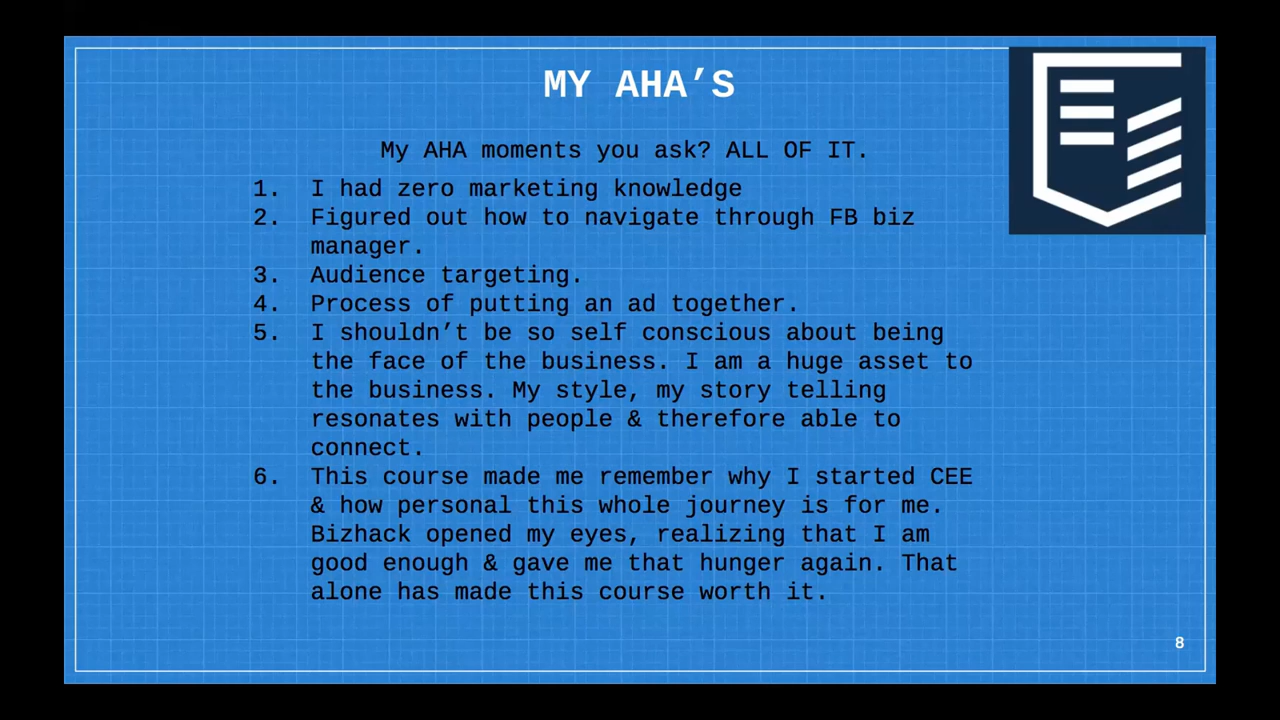 MY AHA’S
My AHA moments you ask? ALL OF IT.
1. I had zero marketing knowledge
2. Figured out how to navigate through FB biz
manager.
3. Audience targeting.
4. Process of putting an ad together.
5. I shouldn’t be so self conscious about being
the face of the business. I am a huge asset to
the business. My style, my story telling
resonates with people & therefore able to
connect.
6. This course made me remember why I started CEE
& how personal this whole journey is for me.
Bizhack opened my eyes, realizing that I am
good enough & gave me that hunger again. That
alone has made this course worth it.
8